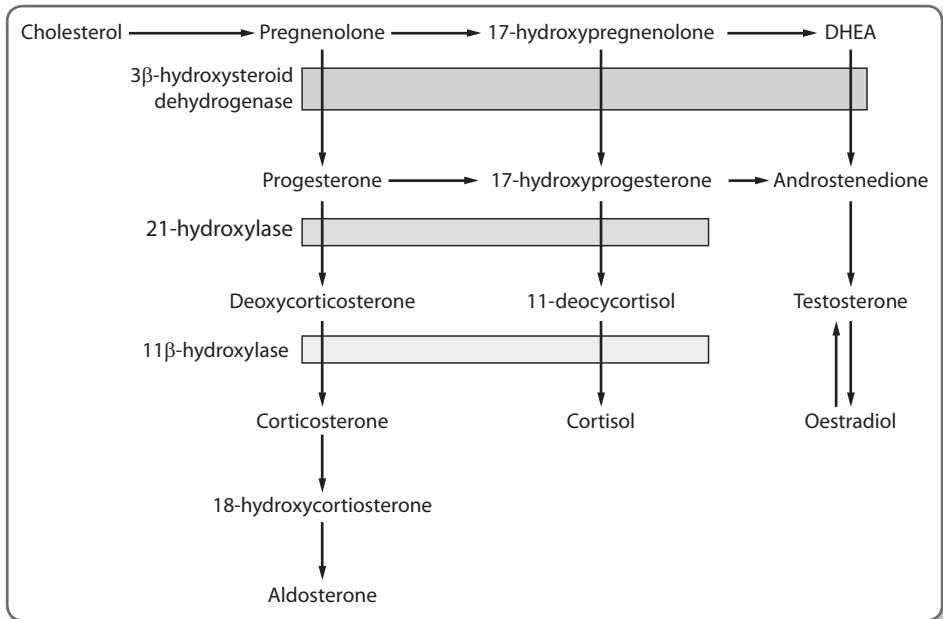 Cholesterol
Pregnenolone
17-hydroxypregnenolone
DHEA
3β-hydroxysteroid
dehydrogenase
Progesterone
17-hydroxyprogesterone
Androstenedione
21-hydroxylase
Deoxycorticosterone
11-deocycortisol
Testosterone
11β-hydroxylase
Corticosterone
Cortisol
Oestradiol
18-hydroxycortiosterone
Aldosterone